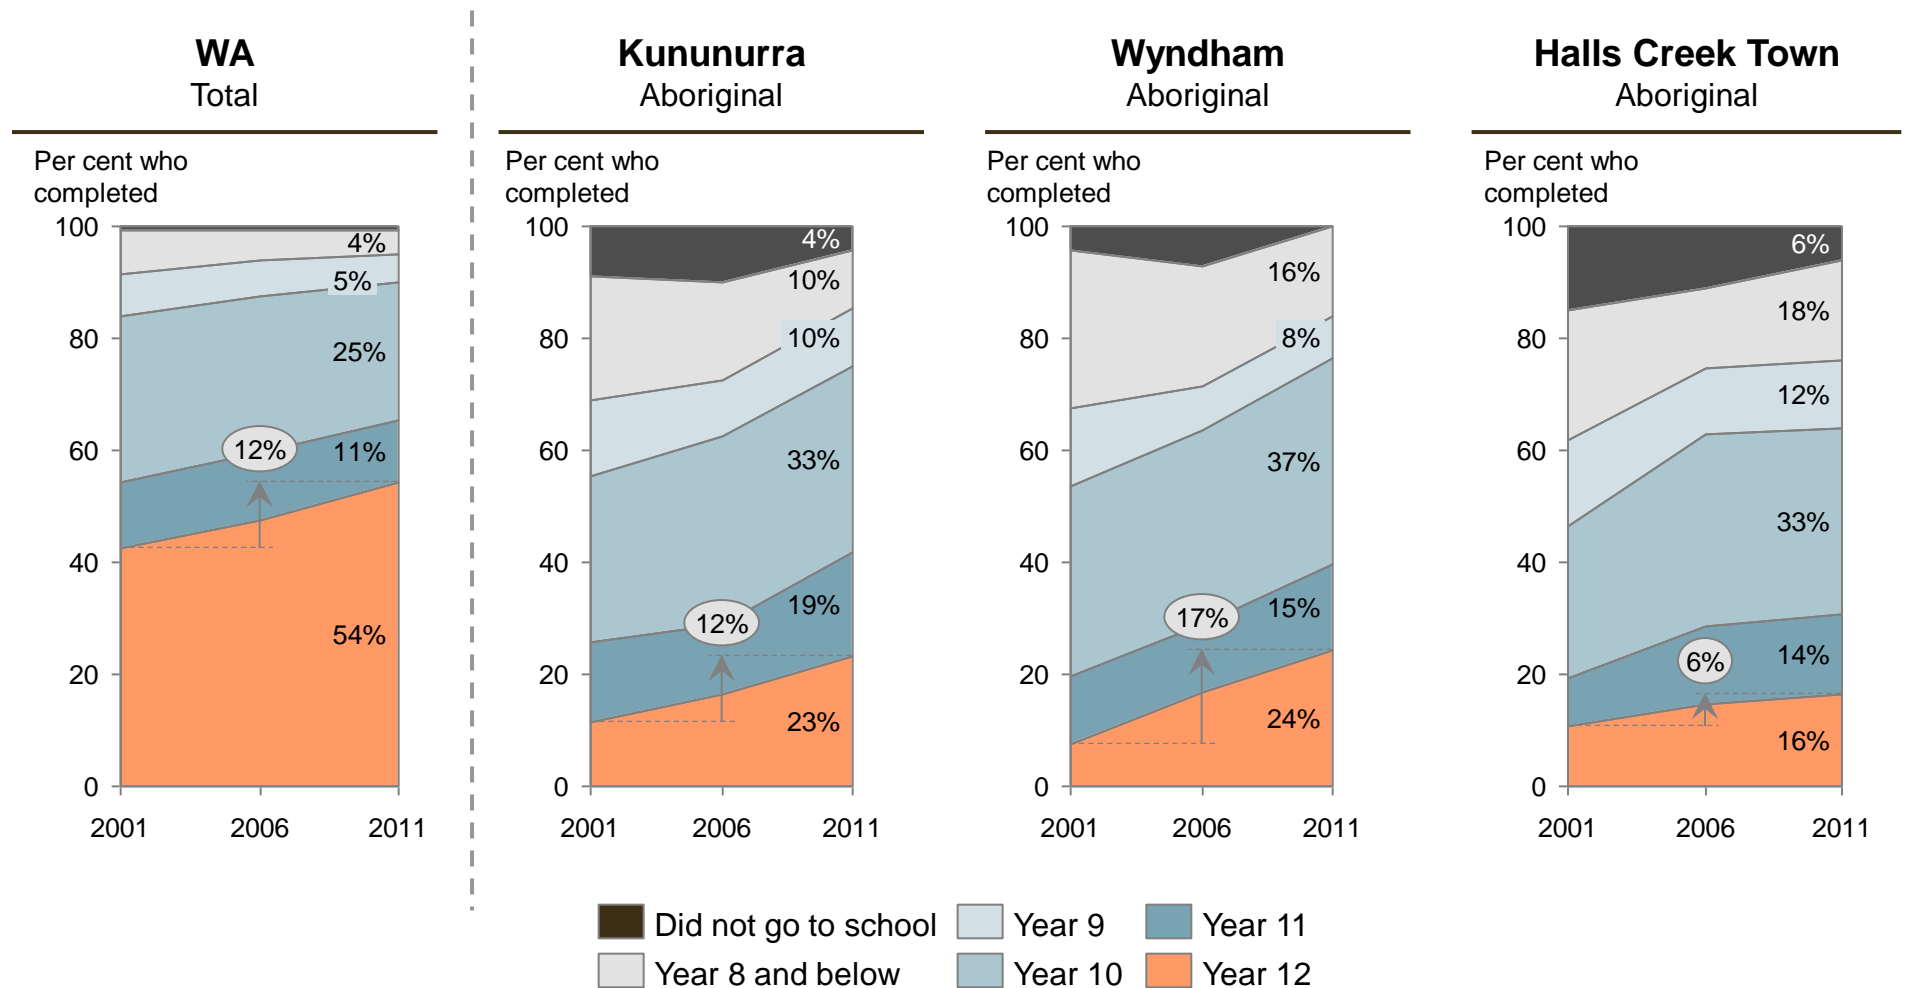 WA
Total
Per cent who
completed
100
80
60
40
20
0
4%
5%
25%
12%
11%
54%
2001 2006 2011
Kununurra
Aboriginal
Per cent who
completed
100
80
60
40
20
0
4%
10%
10%
33%
19%
12%
23%
2001 2006 2011
Wyndham
Aboriginal
Per cent who
completed
100
80
60
40
20
0
16%
8%
37%
17%
15%
24%
2001 2006 2011
Halls Creek Town
Aboriginal
Per cent who
completed
100
80
60
40
20
0
6%
18%
12%
33%
14%
6%
16%
2001 2006 2011
Did not go to school Year 9 Year 11
Year 8 and below Year 10 Year 12